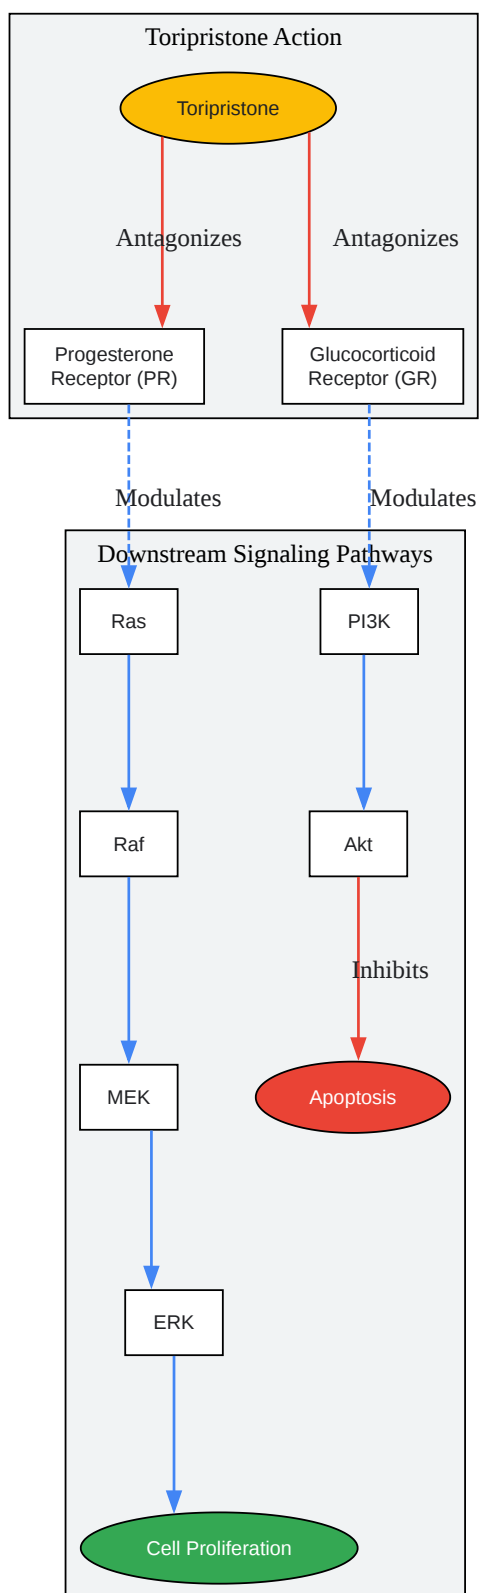 Toripristone Action
Toripristone
Antagonizes
Antagonizes
Progesterone
Receptor (PR)
Glucocorticoid
Receptor (GR)
Modulates
Modulates
Downstream Signaling Pathways
Ras
PI3K
Raf
Akt
Inhibits
MEK
Apoptosis
ERK
Cell Proliferation